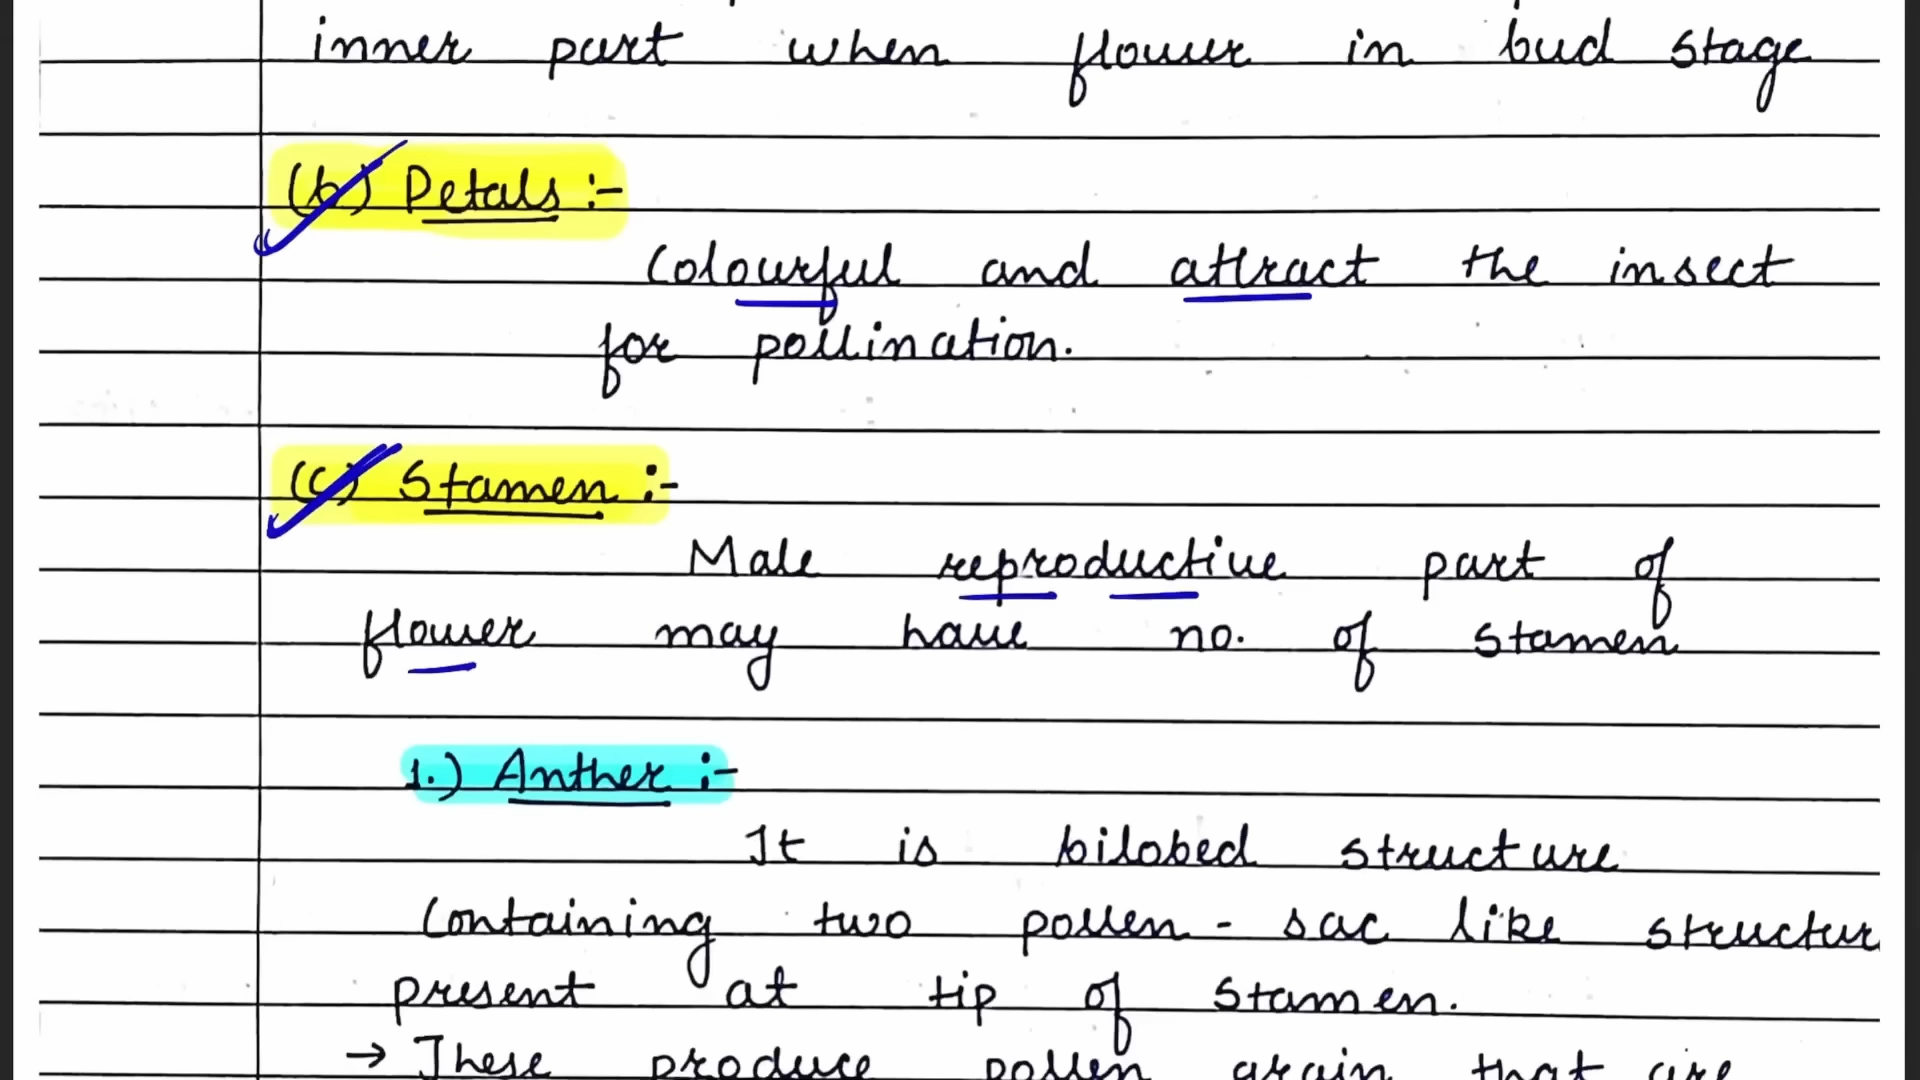 inner part when flower in bud stage
(b) Petals :-
Colourful and attract the insect
for pollination.
(c) Stamen :-
Male reproductive part of
flower may have no. of stamen
1.) Anther :-
It is bilobed structure
Containing two pollen - sac like structur
present at tip of stamen.
→ These produce pollen grain that are